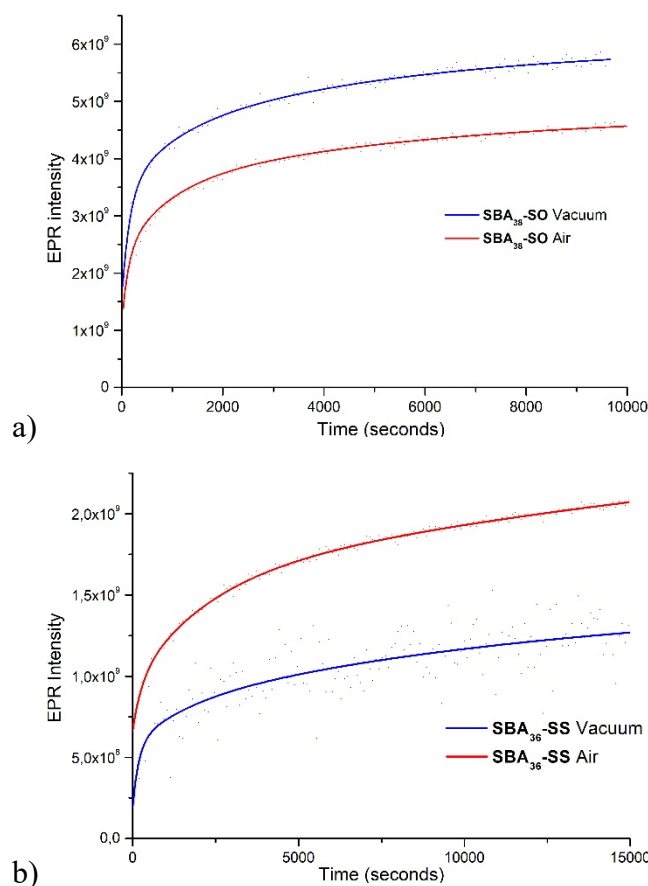 6x10⁹
5x10⁹
4x10⁹
3x10⁹
2x10⁹
1x10⁹
0
EPR intensity
SBA₃₈-SO Vacuum
SBA₃₈-SO Air
0 2000 4000 6000 8000 10000
Time (seconds)
a)
2,0x10⁹
1,5x10⁹
1,0x10⁹
5,0x10⁸
0,0
EPR Intensity
SBA₃₆-SS Vacuum
SBA₃₆-SS Air
0 5000 10000 15000
Time (seconds)
b)